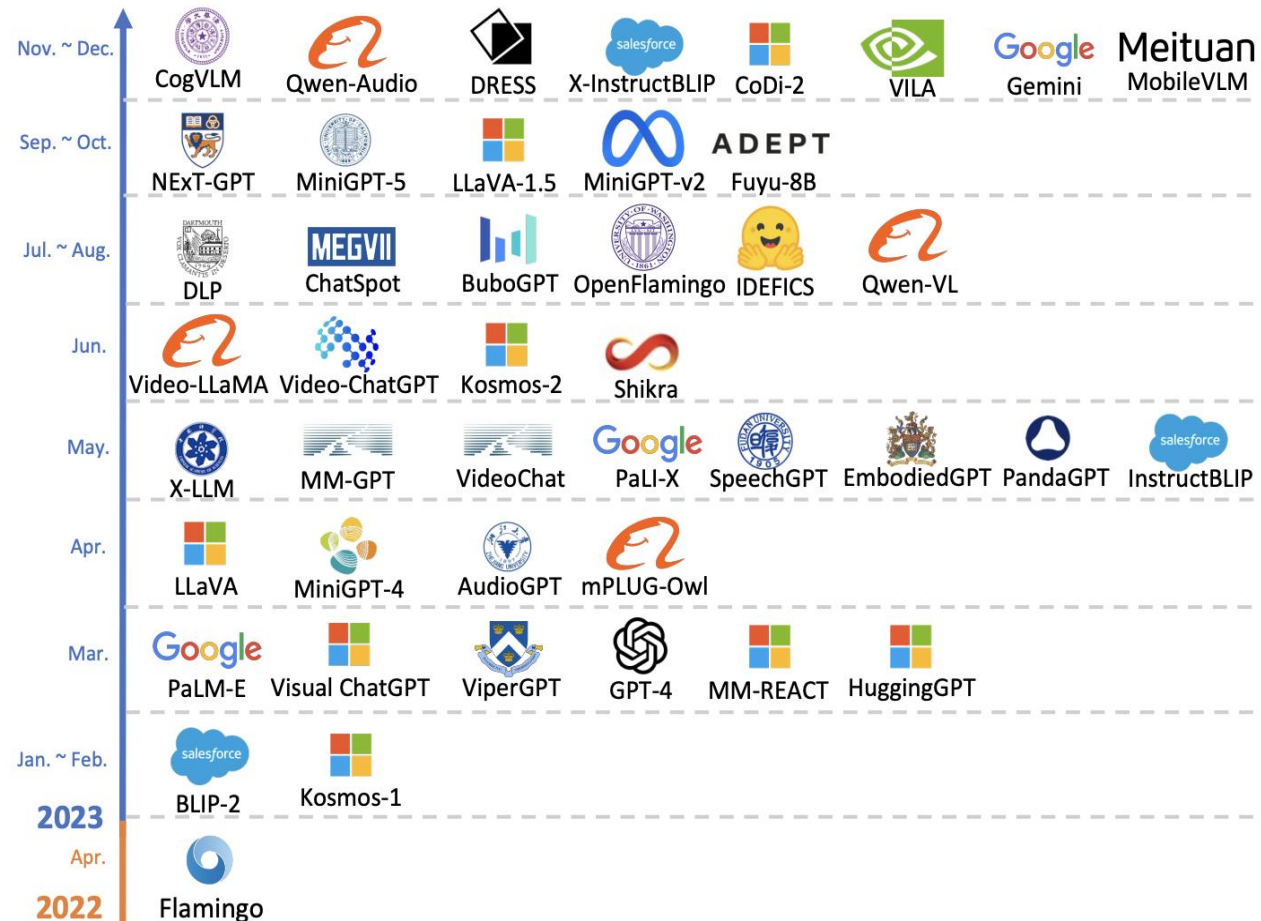 Nov. ~ Dec.
salesforce
Google
Meituan
CogVLM
Qwen-Audio
DRESS
X-InstructBLIP
CoDi-2
VILA
Gemini
MobileVLM
Sep. ~ Oct.
ADEPT
NExT-GPT
MiniGPT-5
LLaVA-1.5
MiniGPT-v2
Fuyu-8B
Jul. ~ Aug.
MEGVII
DLP
ChatSpot
BuboGPT
OpenFlamingo
IDEFICS
Qwen-VL
Jun.
Video-LLaMA
Video-ChatGPT
Kosmos-2
Shikra
May.
Google
FUDAN UNIVERSITY
1905
salesforce
X-LLM
MM-GPT
VideoChat
PaLI-X
SpeechGPT
EmbodiedGPT
PandaGPT
InstructBLIP
Apr.
LLaVA
MiniGPT-4
AudioGPT
mPLUG-Owl
Mar.
Google
PaLM-E
Visual ChatGPT
ViperGPT
GPT-4
MM-REACT
HuggingGPT
Jan. ~ Feb.
salesforce
BLIP-2
Kosmos-1
2023
Apr.
2022
Flamingo